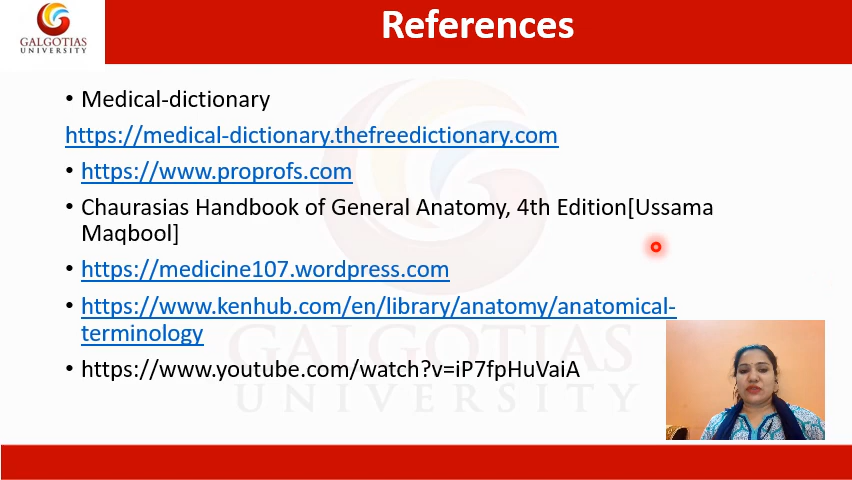 GALGOTIAS
UNIVERSITY
References
• Medical-dictionary
https://medical-dictionary.thefreedictionary.com
• https://www.proprofs.com
• Chaurasias Handbook of General Anatomy, 4th Edition[Ussama
Maqbool]
• https://medicine107.wordpress.com
• https://www.kenhub.com/en/library/anatomy/anatomical-
terminology
• https://www.youtube.com/watch?v=iP7fpHuVaiA
GALGOTIAS
UNIVERSITY